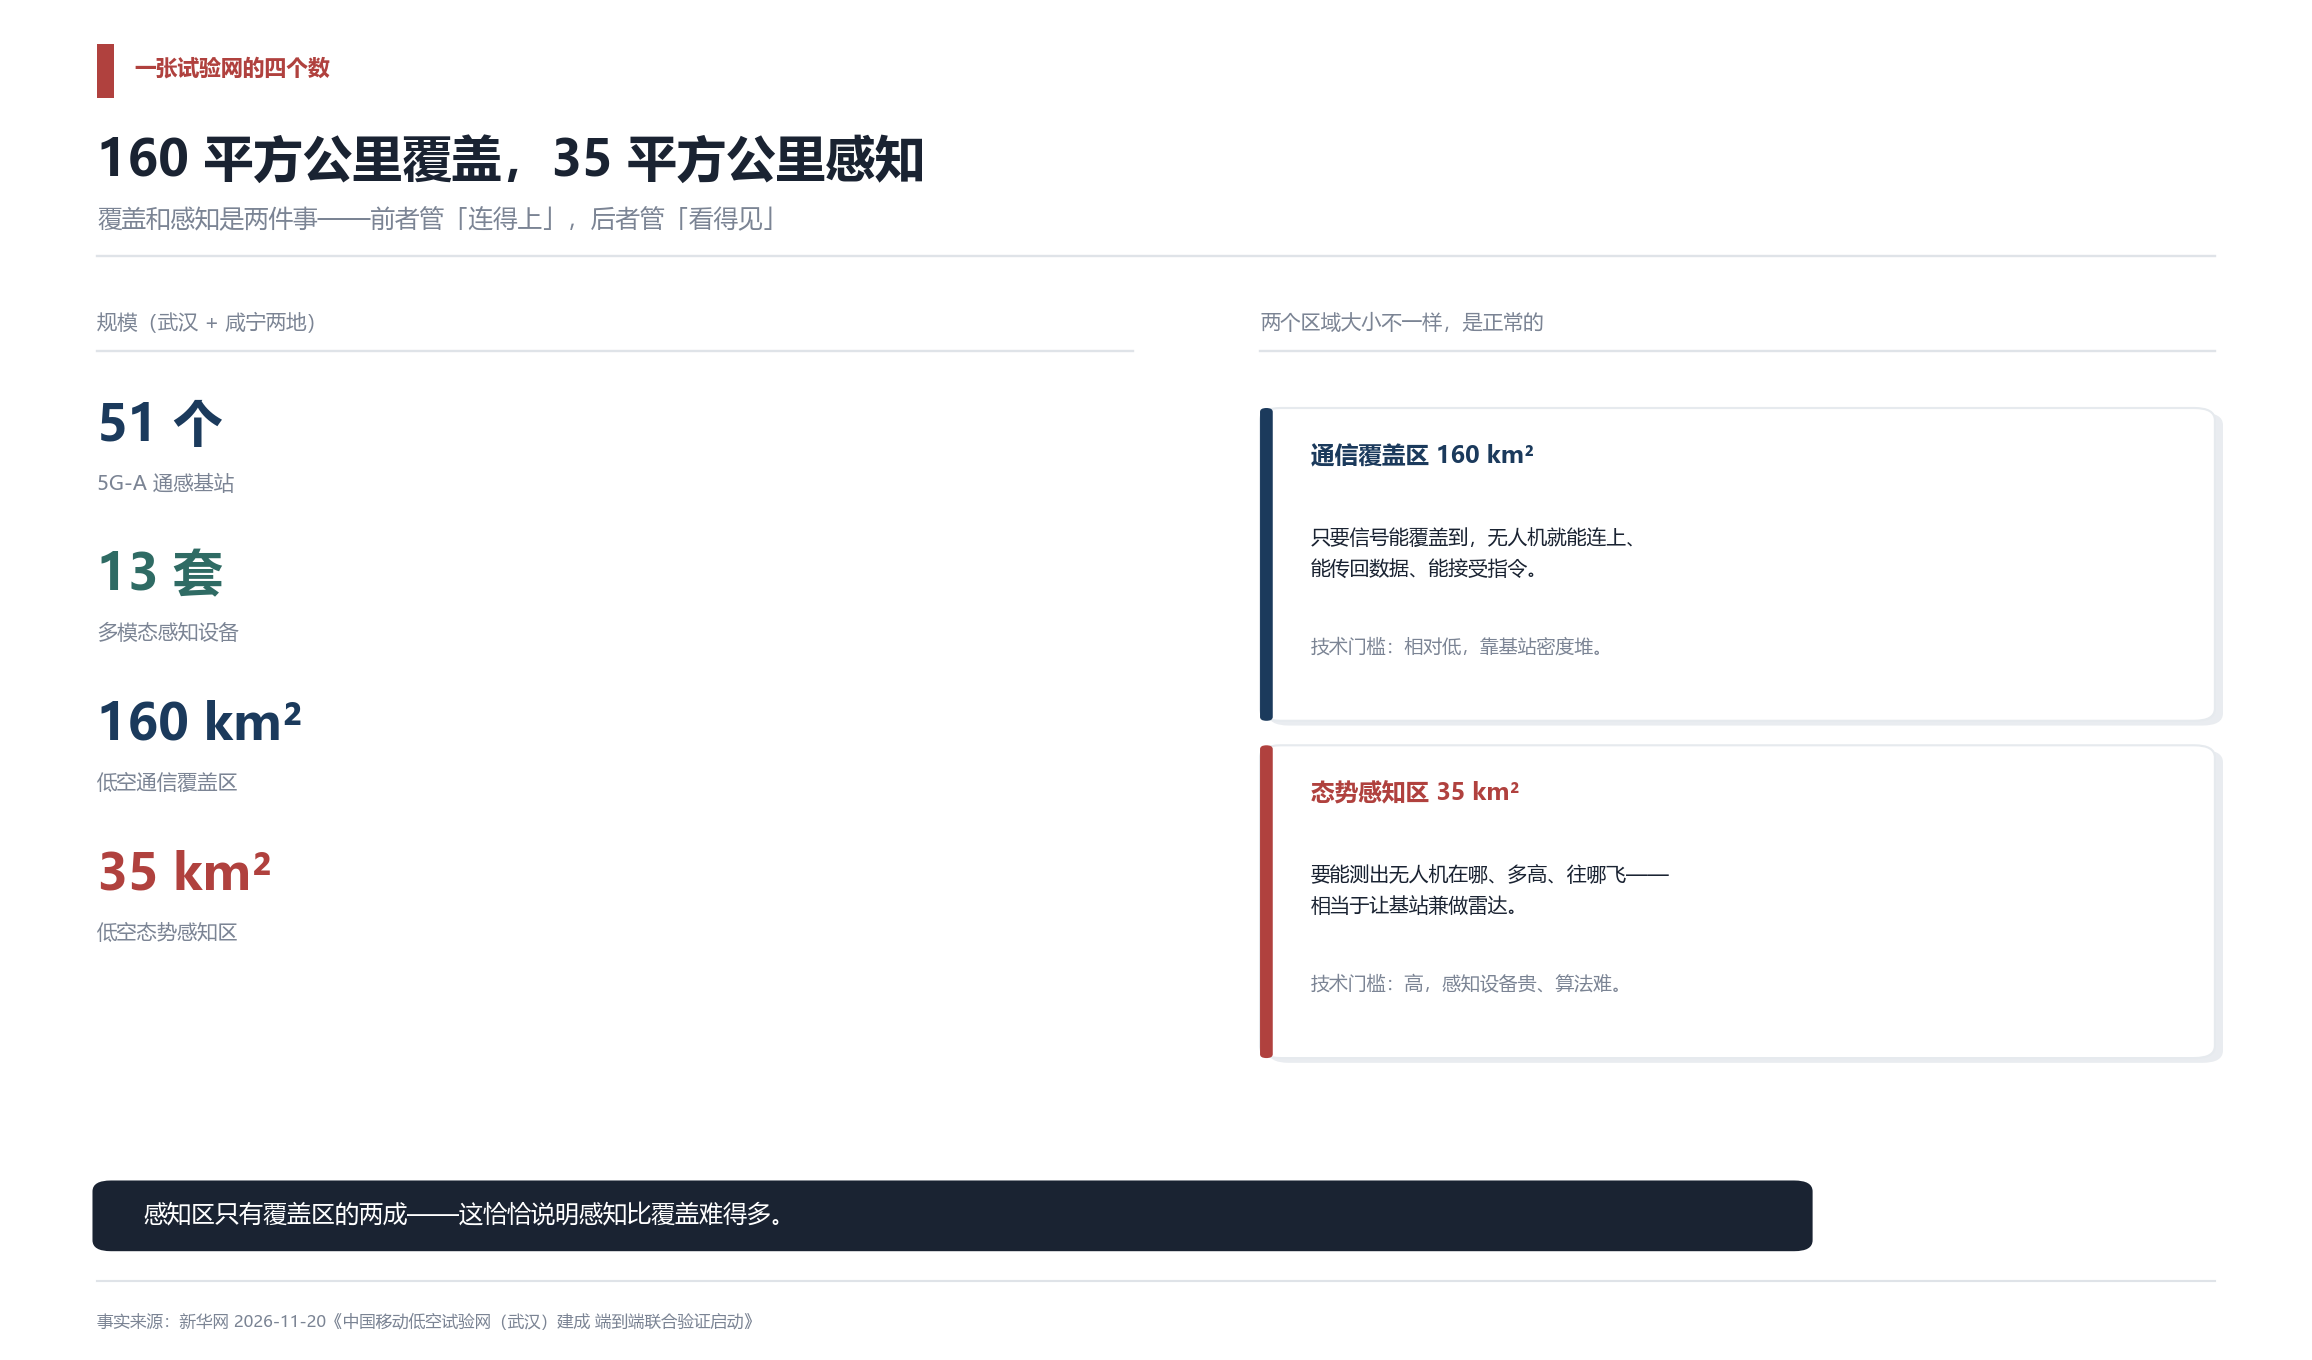 一张试验网的四个数
160 平方公里覆盖，35 平方公里感知
覆盖和感知是两件事——前者管「连得上」，后者管「看得见」
规模（武汉 + 咸宁两地）
51 个
5G-A 通感基站
13 套
多模态感知设备
160 km²
低空通信覆盖区
35 km²
低空态势感知区
两个区域大小不一样，是正常的
通信覆盖区 160 km²
只要信号能覆盖到，无人机就能连上、
能传回数据、能接受指令。
技术门槛：相对低，靠基站密度堆。
态势感知区 35 km²
要能测出无人机在哪、多高、往哪飞——
相当于让基站兼做雷达。
技术门槛：高，感知设备贵、算法难。
感知区只有覆盖区的两成——这恰恰说明感知比覆盖难得多。
事实来源：新华网 2026-11-20《中国移动低空试验网（武汉）建成 端到端联合验证启动》